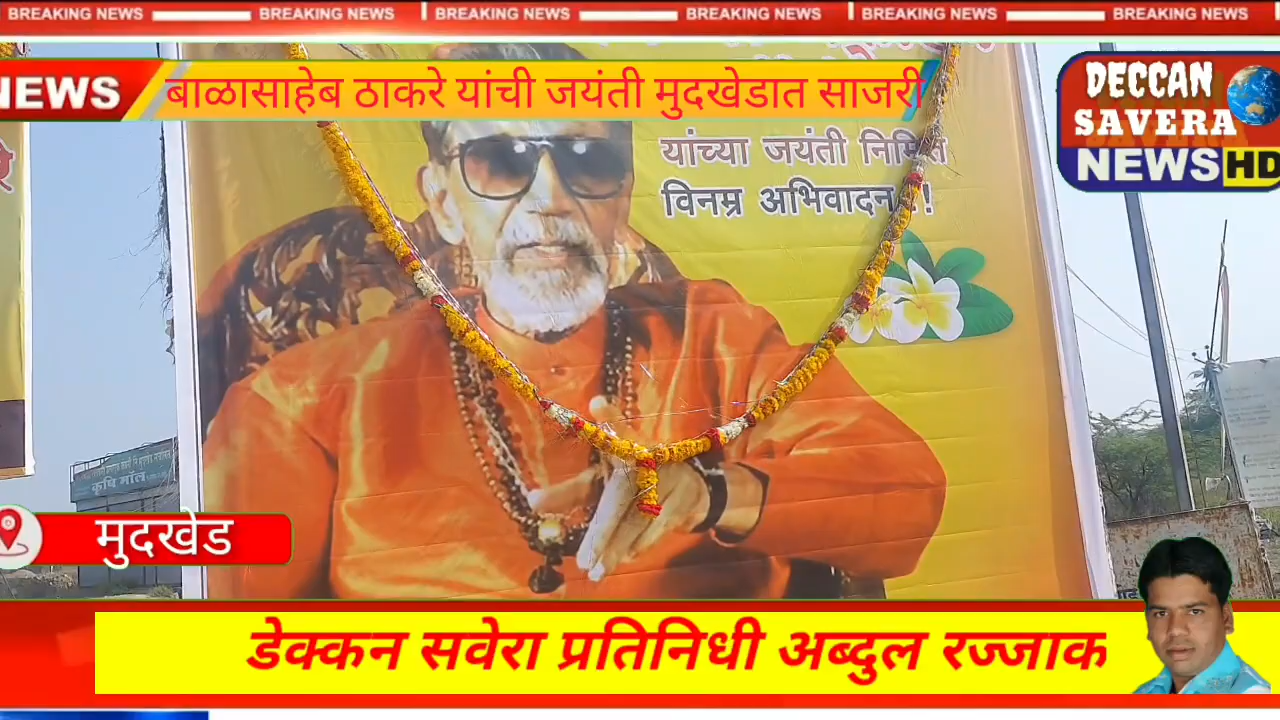 BREAKING NEWS BREAKING NEWS BREAKING NEWS BREAKING NEWS BREAKING NEWS BREAKING NEWS
NEWS
बाळासाहेब ठाकरे यांची जयंती मुदखेडात साजरी
DECCAN
SAVERA
NEWS HD
यांच्या जयंती निमित्त
विनम्र अभिवादन !
कृषि मॉल
मुदखेड
डेक्कन सवेरा प्रतिनिधी अब्दुल रज्जाक